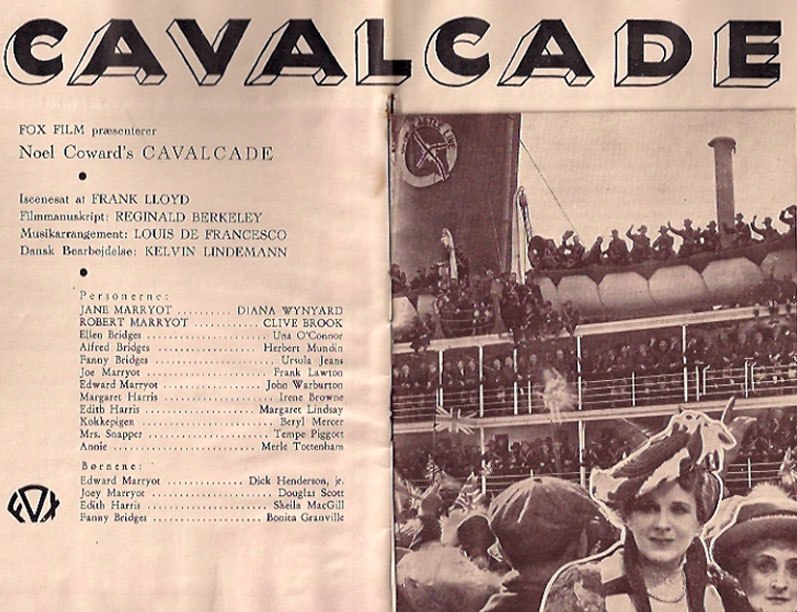 CAVALCADE
FOX FILM præsenterer
Noel Coward's CAVALCADE
Iscenesat af FRANK LLOYD
Filmmanuskript: REGINALD BERKELEY
Musikarrangement: LOUIS DE FRANCESCO
Dansk Bearbejdelse: KELVIN LINDEMANN
Personerne:
JANE MARRYOT .......... DIANA WYNYARD
ROBERT MARRYOT ............ CLIVE BROOK
Ellen Bridges ...................... Una O'Connor
Alfred Bridges .................. Herbert Mundin
Fanny Bridges ..................... Ursula Jeans
Joe Marryot ....................... Frank Lawton
Edward Marryot ................. John Warburton
Margaret Harris .................... Irene Browne
Edith Harris .................. Margaret Lindsay
Kokkepigen ........................ Beryl Mercer
Mrs. Snapper ..................... Tempe Piggott
Annie ......................... Merle Tottenham
Børnene:
Edward Marryot ............... Dick Henderson, jr.
Joey Marryot ..................... Douglas Scott
Edith Harris ..................... Sheila MacGill
Fanny Bridges .................. Bonita Granville
FOX